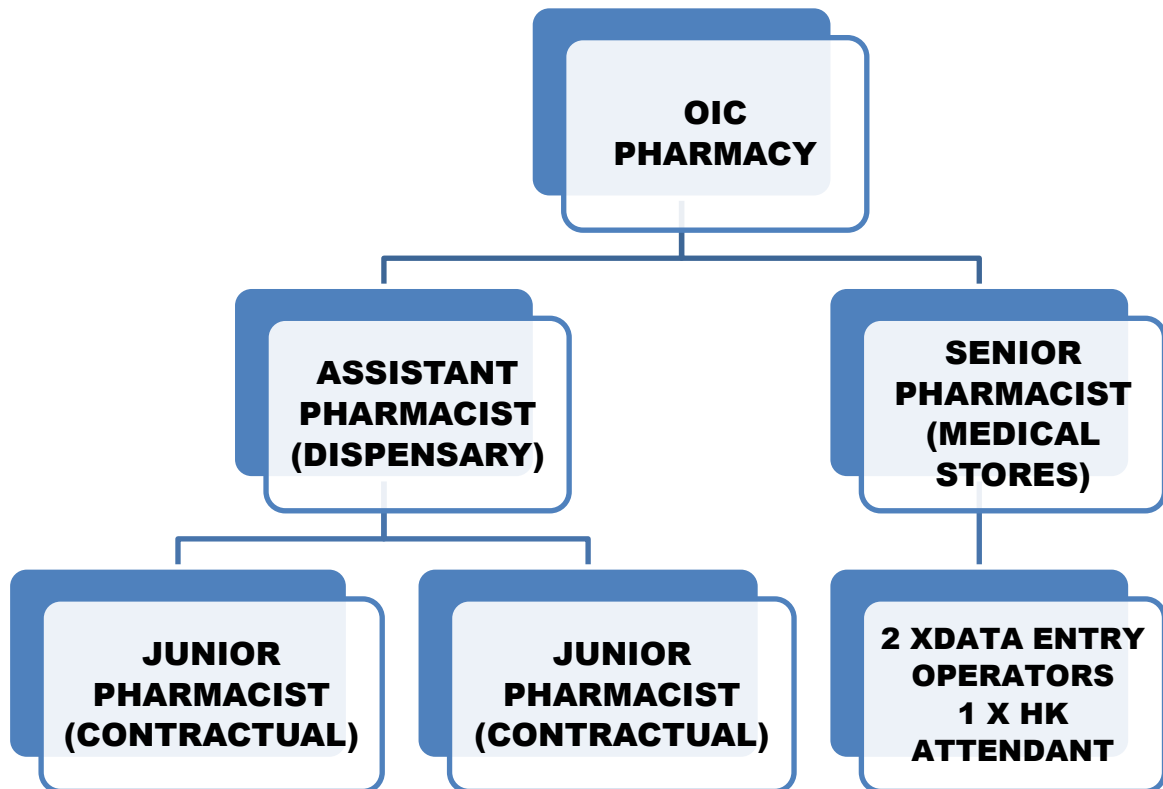 OIC
PHARMACY
ASSISTANT
PHARMACIST
(DISPENSARY)
SENIOR
PHARMACIST
(MEDICAL
STORES)
JUNIOR
PHARMACIST
(CONTRACTUAL)
JUNIOR
PHARMACIST
(CONTRACTUAL)
2 XDATA ENTRY
OPERATORS
1 X HK
ATTENDANT